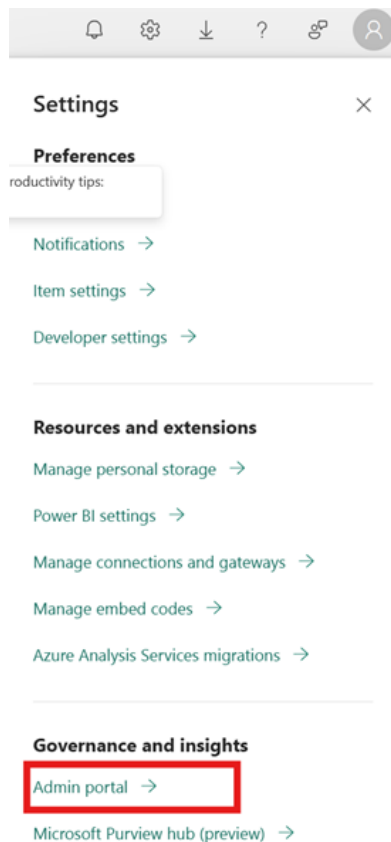 Settings
Preferences
roductivity tips:
Notifications
Item settings
Developer settings
Resources and extensions
Manage personal storage
Power BI settings
Manage connections and gateways
Manage embed codes
Azure Analysis Services migrations
Governance and insights
Admin portal
Microsoft Purview hub (preview)